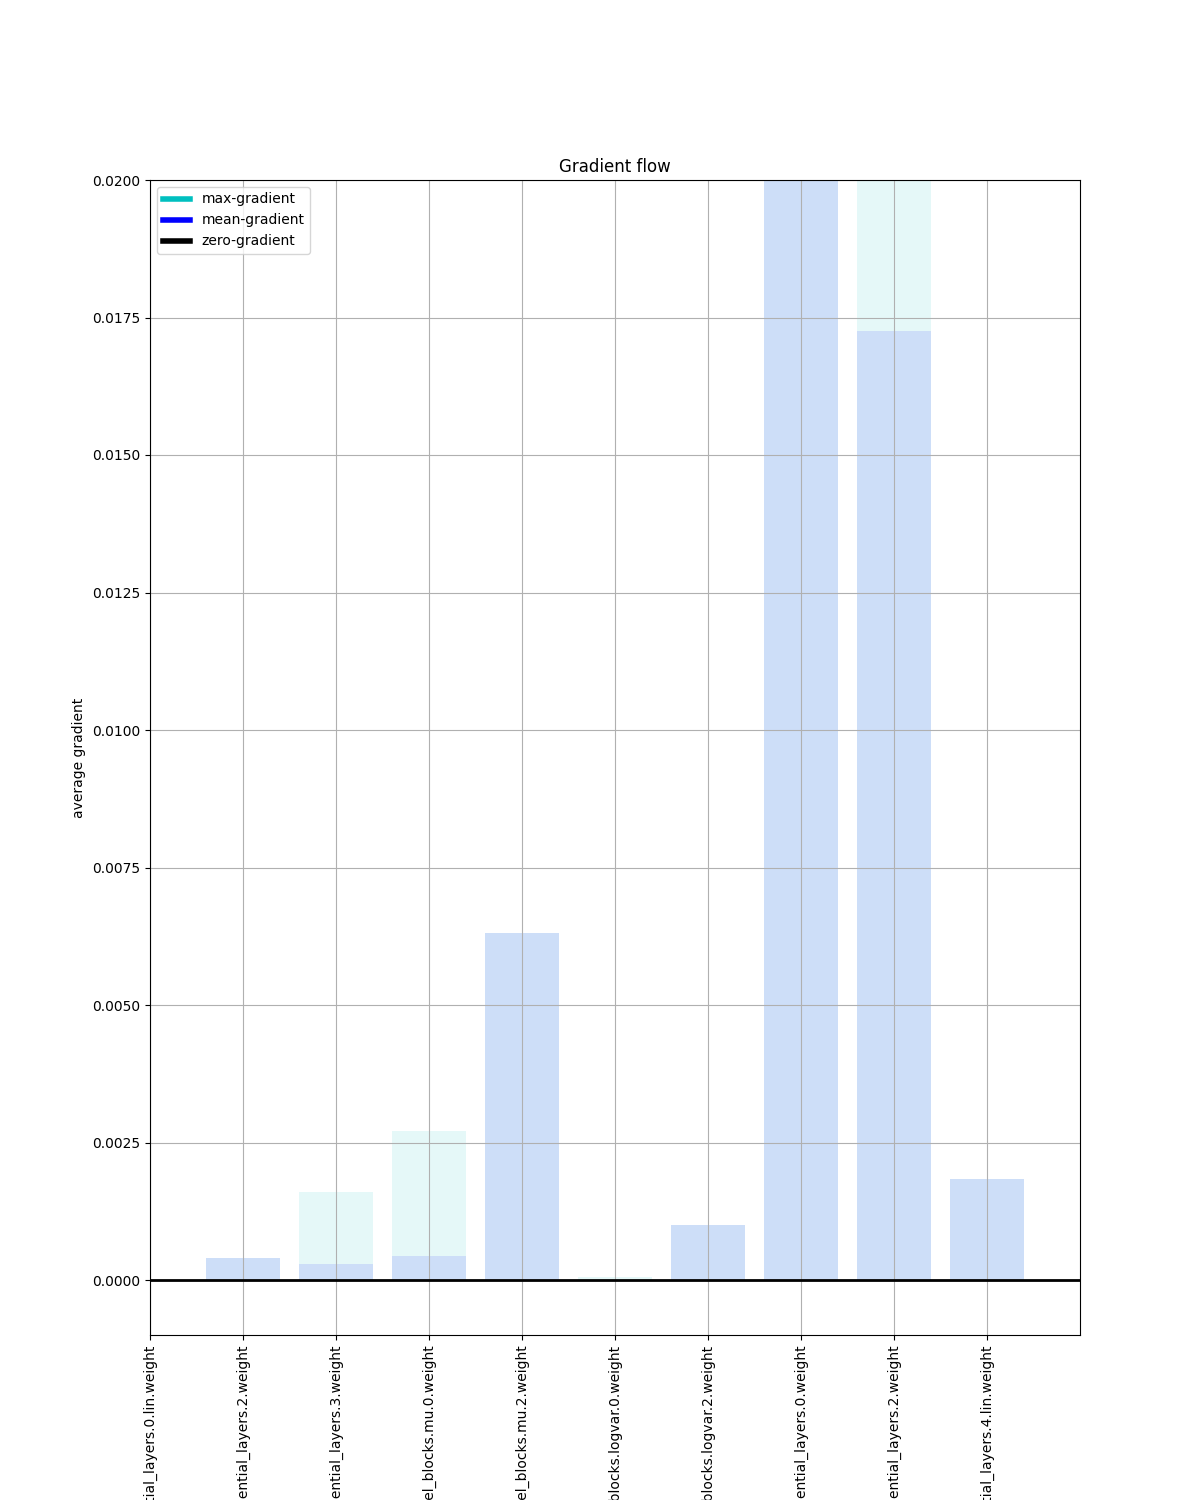 Gradient flow
max-gradient
mean-gradient
zero-gradient
0.0200
0.0175
0.0150
0.0125
0.0100
0.0075
0.0050
0.0025
0.0000
average gradient
tial_layers.0.lin.weight
ential_layers.2.weight
ential_layers.3.weight
el_blocks.mu.0.weight
el_blocks.mu.2.weight
blocks.logvar.0.weight
blocks.logvar.2.weight
ential_layers.0.weight
ential_layers.2.weight
tial_layers.4.lin.weight